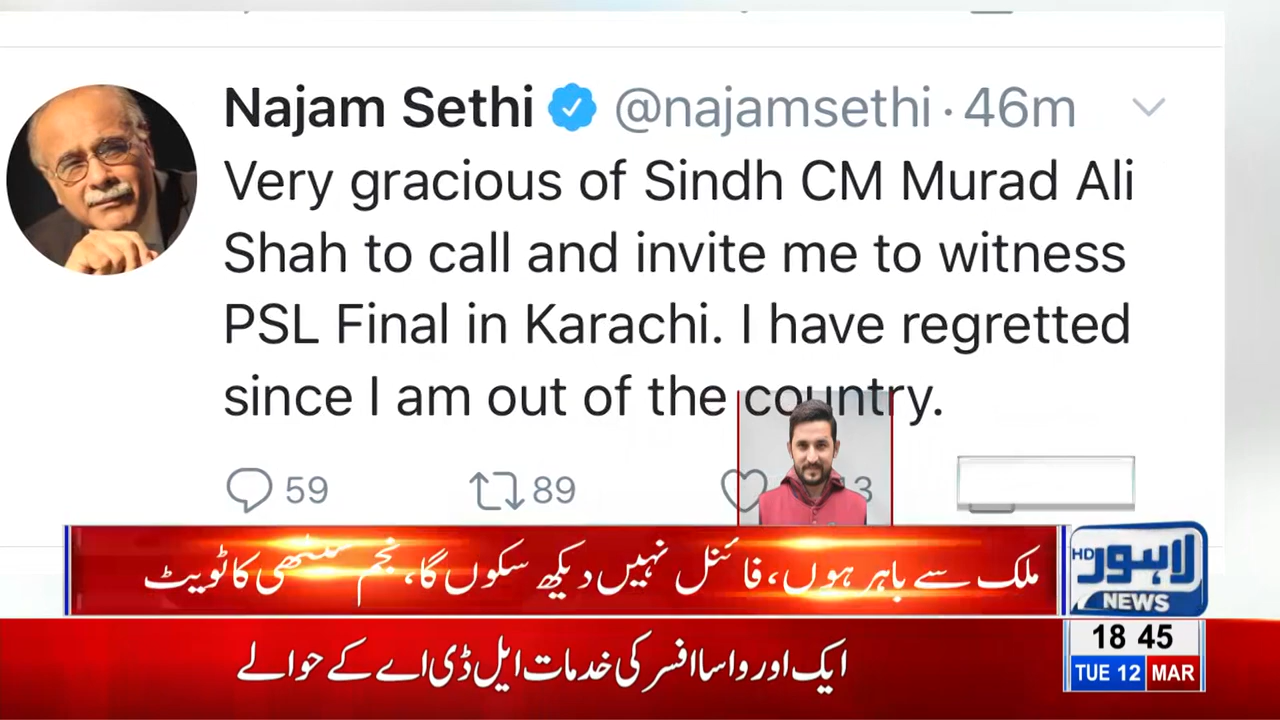 Najam Sethi @najamsethi · 46m
Very gracious of Sindh CM Murad Ali
Shah to call and invite me to witness
PSL Final in Karachi. I have regretted
since I am out of the country.
59 89
ملک سے باہر ہوں، فائنل نہیں دیکھ سکوں گا، نجم سیٹھی کا ٹویٹ
HD لاہور
NEWS
ایک اور واسا افسر کی خدمات ایل ڈی اے کے حوالے
18 45
TUE 12 MAR